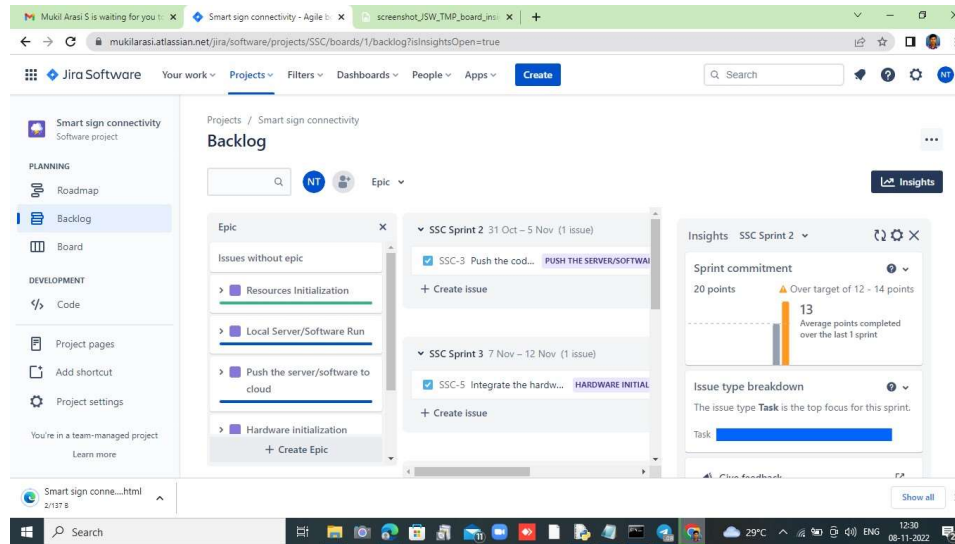 Mukil Arasi S is waiting for you to
Smart sign connectivity - Agile b
screenshot_JSW_TMP_board_insi
mukilarasi.atlassian.net/jira/software/projects/SSC/boards/1/backlog?isInsightsOpen=true
Jira Software Your work Projects Filters Dashboards People Apps Create Search NT
Smart sign connectivity
Software project
PLANNING
Roadmap
Backlog
Board
DEVELOPMENT
Code
Project pages
Add shortcut
Project settings
You're in a team-managed project
Learn more
Projects / Smart sign connectivity
Backlog
NT Epic Insights
Epic
Issues without epic
Resources Initialization
Local Server/Software Run
Push the server/software to
cloud
Hardware initialization
+ Create Epic
SSC Sprint 2 31 Oct – 5 Nov (1 issue)
SSC-3 Push the cod... PUSH THE SERVER/SOFTWAR
+ Create issue
SSC Sprint 3 7 Nov – 12 Nov (1 issue)
SSC-5 Integrate the hardw... HARDWARE INITIAL
+ Create issue
Insights SSC Sprint 2
Sprint commitment
20 points Over target of 12 - 14 points
13
Average points completed
over the last 1 sprint
Issue type breakdown
The issue type Task is the top focus for this sprint.
Task
Give feedback
Smart sign conne....html
2/137 B
Show all
Search
29°C ENG
12:30
08-11-2022